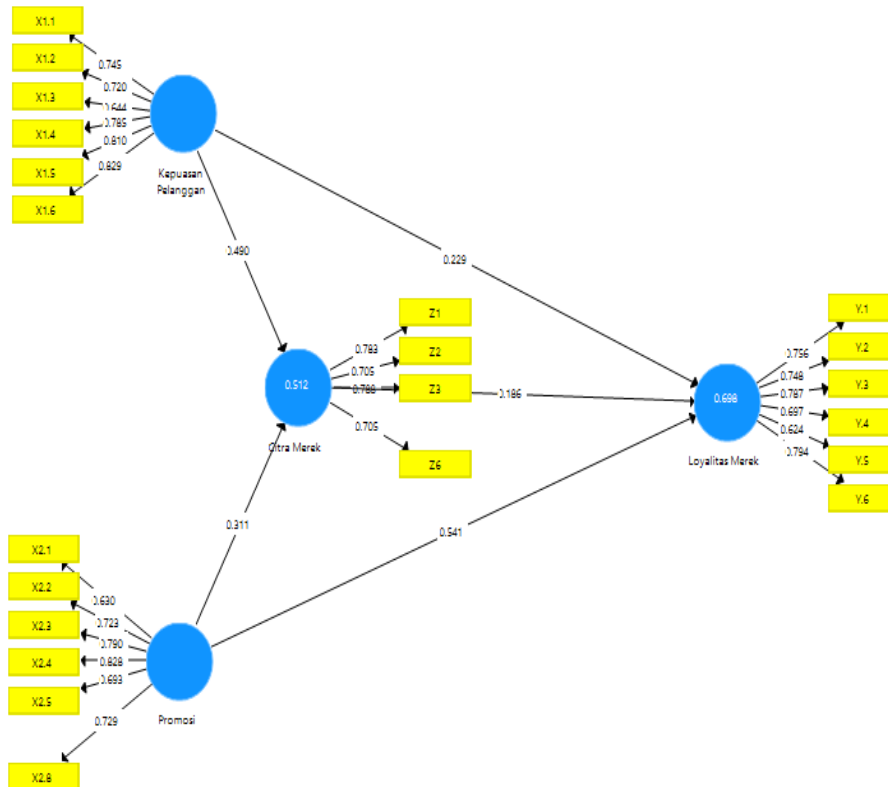 X1.1
X1.2
X1.3
X1.4
X1.5
X1.6
0.745
0.720
0.644
0.785
0.810
0.829
Kepuasan
Pelanggan
0.490
0.229
Z1
Z2
Z3
Z6
0.783
0.705
0.788
0.705
0.512
Citra Merek
0.186
Y.1
Y.2
Y.3
Y.4
Y.5
Y.6
0.756
0.748
0.787
0.697
0.624
0.794
0.698
Loyalitas Merek
0.311
0.541
X2.1
X2.2
X2.3
X2.4
X2.5
X2.8
0.630
0.723
0.790
0.828
0.693
0.729
Promosi